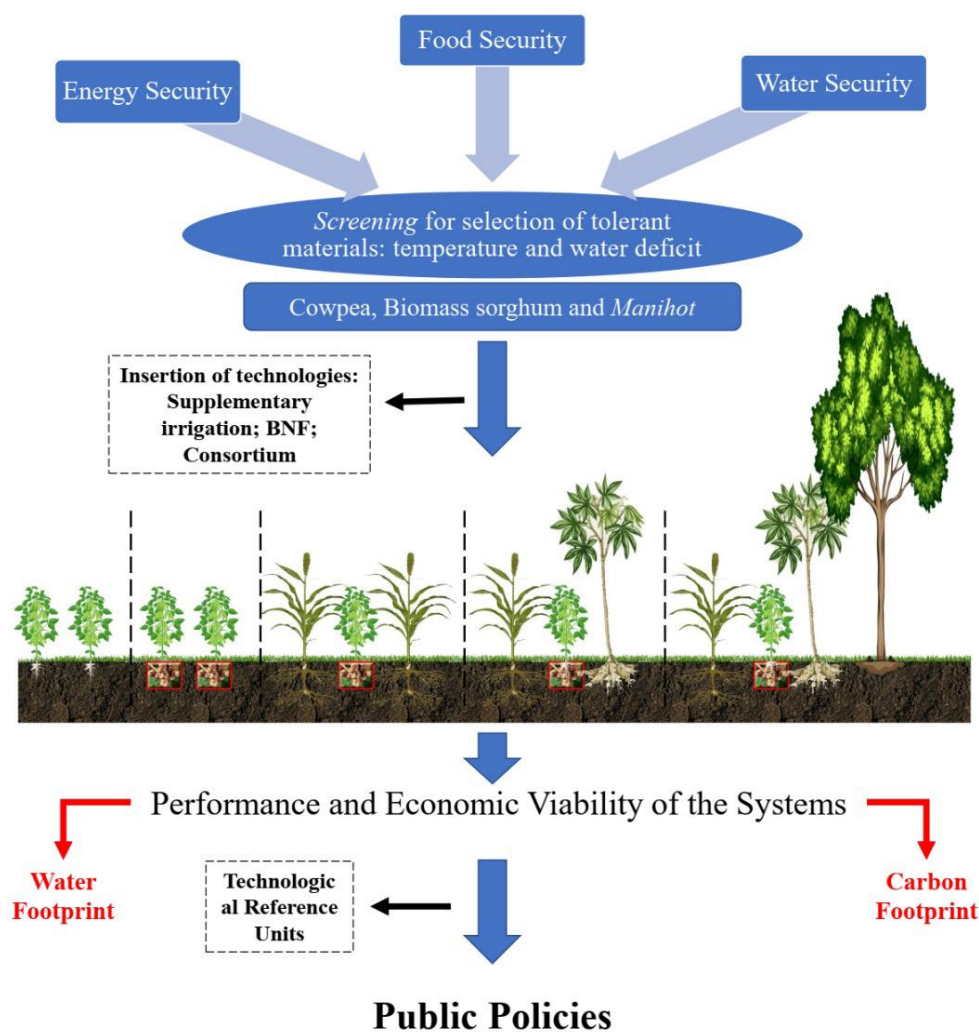 Food Security
Energy Security
Water Security
Screening for selection of tolerant
materials: temperature and water deficit
Cowpea, Biomass sorghum and Manihot
Insertion of technologies:
Supplementary
irrigation; BNF;
Consortium
Performance and Economic Viability of the Systems
Water
Footprint
Carbon
Footprint
Technologic
al Reference
Units
Public Policies